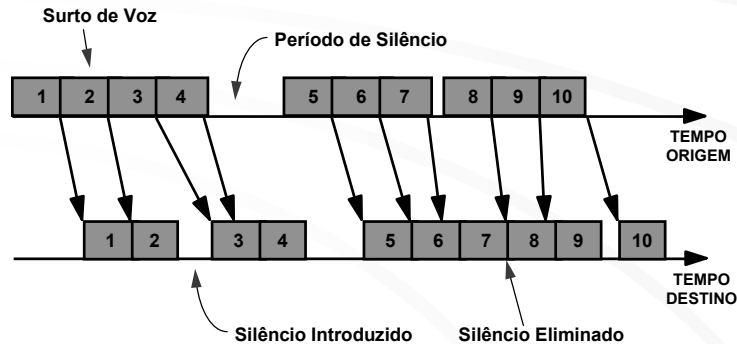 Surto de Voz
Período de Silêncio
1 2 3 4 5 6 7 8 9 10
TEMPO
ORIGEM
1 2 3 4 5 6 7 8 9 10
TEMPO
DESTINO
Silêncio Introduzido Silêncio Eliminado